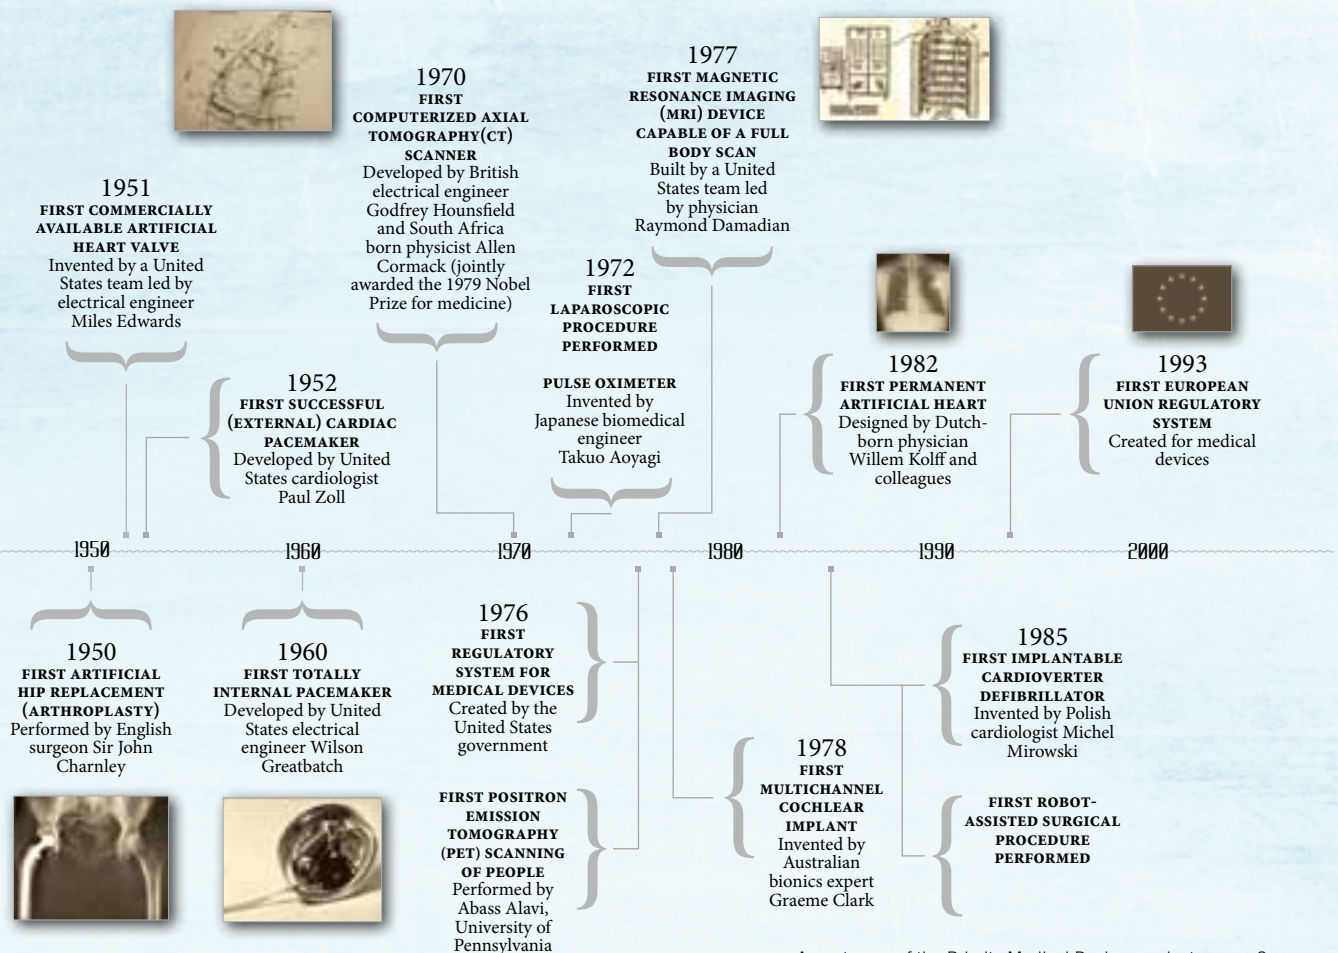 1951
FIRST COMMERCIALLY
AVAILABLE ARTIFICIAL
HEART VALVE
Invented by a United
States team led by
electrical engineer
Miles Edwards
1952
FIRST SUCCESSFUL
(EXTERNAL) CARDIAC
PACEMAKER
Developed by United
States cardiologist
Paul Zoll
1970
FIRST
COMPUTERIZED AXIAL
TOMOGRAPHY(CT)
SCANNER
Developed by British
electrical engineer
Godfrey Hounsfield
and South Africa
born physicist Allen
Cormack (jointly
awarded the 1979 Nobel
Prize for medicine)
1972
FIRST
LAPAROSCOPIC
PROCEDURE
PERFORMED
PULSE OXIMETER
Invented by
Japanese biomedical
engineer
Takuo Aoyagi
1977
FIRST MAGNETIC
RESONANCE IMAGING
(MRI) DEVICE
CAPABLE OF A FULL
BODY SCAN
Built by a United
States team led
by physician
Raymond Damadian
1982
FIRST PERMANENT
ARTIFICIAL HEART
Designed by Dutch-
born physician
Willem Kolff and
colleagues
1993
FIRST EUROPEAN
UNION REGULATORY
SYSTEM
Created for medical
devices
1950
1960
1970
1980
1990
2000
1950
FIRST ARTIFICIAL
HIP REPLACEMENT
(ARTHROPLASTY)
Performed by English
surgeon Sir John
Charnley
1960
FIRST TOTALLY
INTERNAL PACEMAKER
Developed by United
States electrical
engineer Wilson
Greatbatch
1976
FIRST
REGULATORY
SYSTEM FOR
MEDICAL DEVICES
Created by the
United States
government
FIRST POSITRON
EMISSION
TOMOGRAPHY
(PET) SCANNING
OF PEOPLE
Performed by
Abass Alavi,
University of
Pennsylvania
1978
FIRST
MULTICHANNEL
COCHLEAR
IMPLANT
Invented by
Australian
bionics expert
Graeme Clark
1985
FIRST IMPLANTABLE
CARDIOVERTER
DEFIBRILLATOR
Invented by Polish
cardiologist Michel
Mirowski
FIRST ROBOT-
ASSISTED SURGICAL
PROCEDURE
PERFORMED